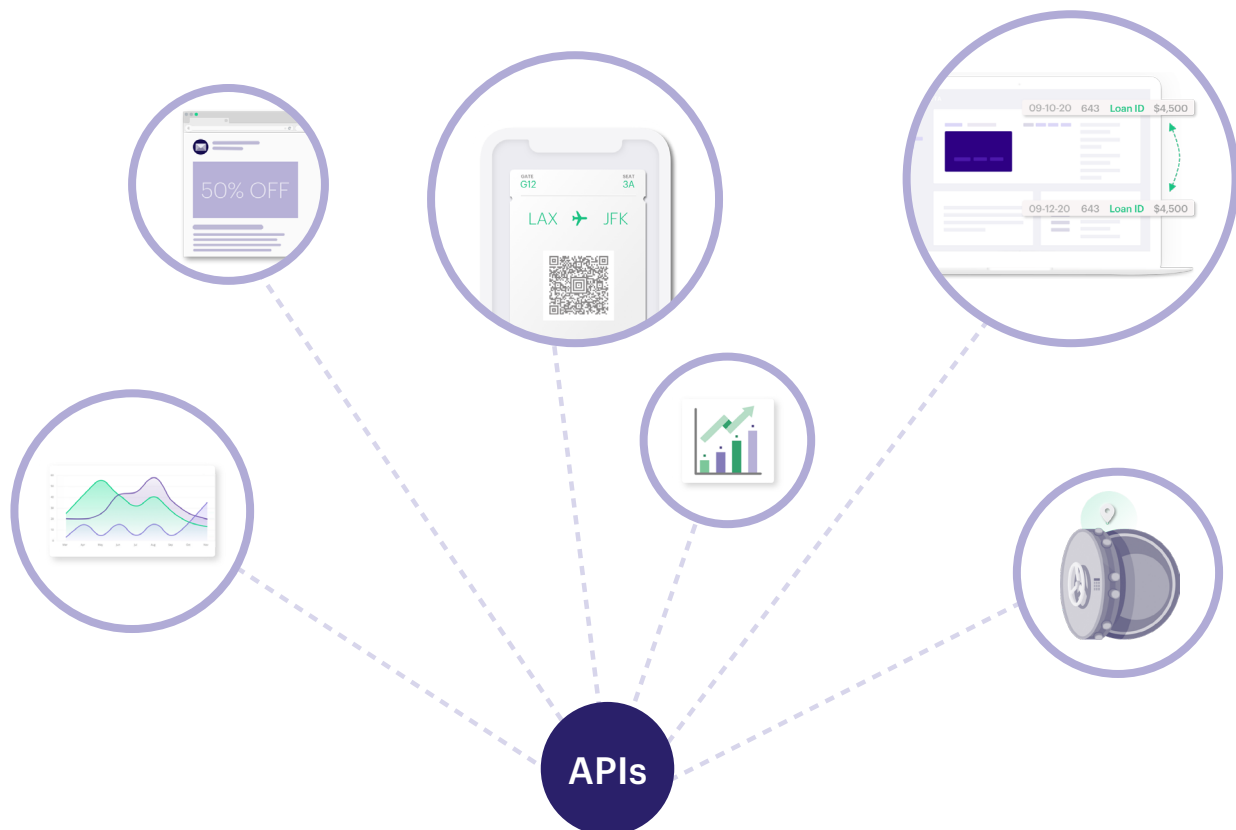 50% OFF
GATE SEAT
G12 3A
LAX JFK
09-10-20 643 Loan ID $4,500
09-12-20 643 Loan ID $4,500
APIs